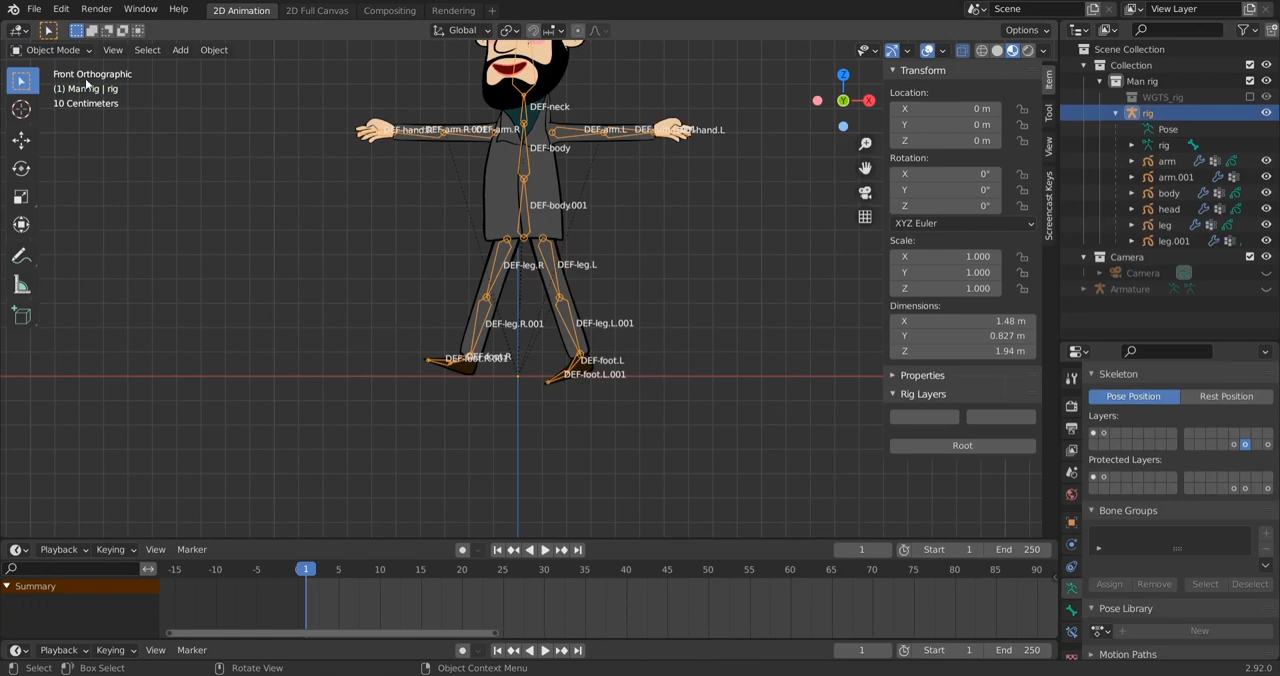 File Edit Render Window Help 2D Animation 2D Full Canvas Compositing Rendering + Scene View Layer
Global Options
Object Mode View Select Add Object
Front Orthographic
(1) Man rig | rig
10 Centimeters
DEF-neck
DEF-arm.R DEF-arm.L
DEF-body
DEF-body.001
DEF-leg.R DEF-leg.L
DEF-leg.R.001 DEF-leg.L.001
DEF-foot.L
DEF-foot.L.001
Z
Y X
Transform
Location:
X 0 m
Y 0 m
Z 0 m
Rotation:
X 0°
Y 0°
Z 0°
XYZ Euler
Scale:
X 1.000
Y 1.000
Z 1.000
Dimensions:
X 1.48 m
Y 0.827 m
Z 1.94 m
Properties
Rig Layers
Root
Item
Tool
View
Screencast Keys
Scene Collection
Collection
Man rig
WGTS_rig
rig
Pose
rig
arm
arm.001
body
head
leg
leg.001
Camera
Camera
Armature
Skeleton
Pose Position Rest Position
Layers:
Protected Layers:
Bone Groups
Assign Remove Select Deselect
Pose Library
New
Motion Paths
Playback Keying View Marker 1 Start 1 End 250
-15 -10 -5 1 5 10 15 20 25 30 35 40 45 50 55 60 65 70 75 80 85 90
Summary
Playback Keying View Marker 1 Start 1 End 250
Select Box Select Rotate View Object Context Menu 2.92.0